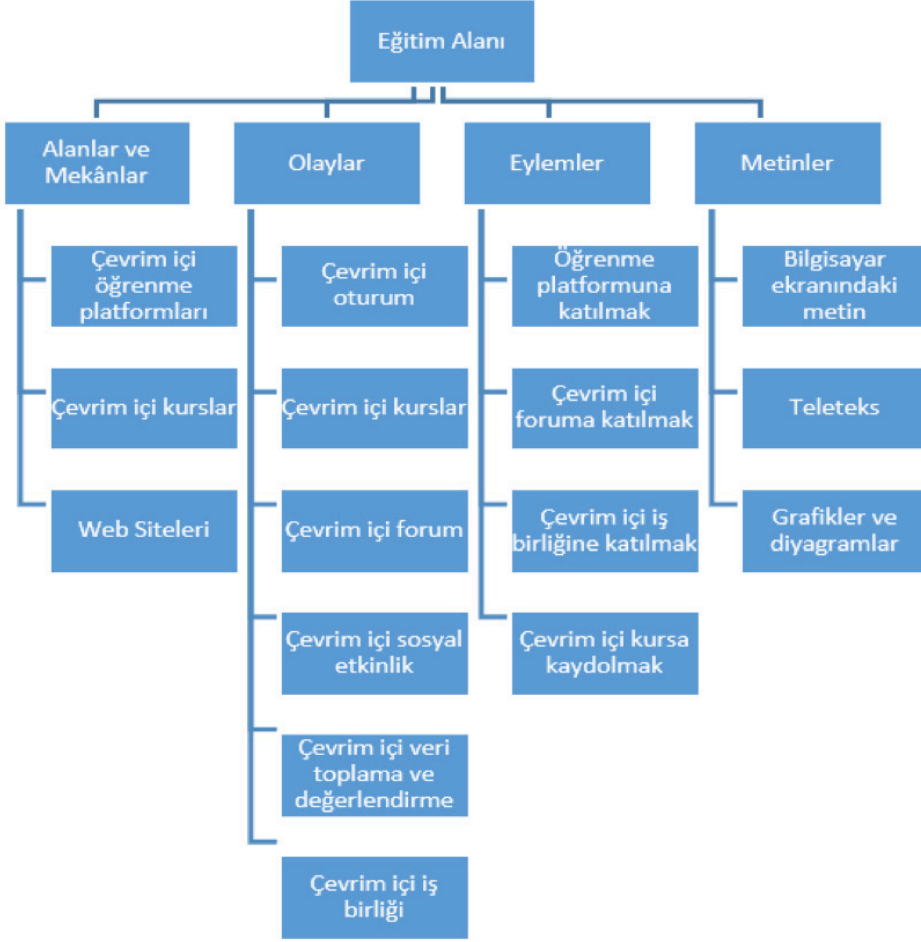 Eğitim Alanı
Alanlar ve
Mekânlar
Çevrim içi
öğrenme
platformları
Çevrim içi kurslar
Web Siteleri
Olaylar
Çevrim içi
oturum
Çevrim içi kurslar
Çevrim içi forum
Çevrim içi sosyal
etkinlik
Çevrim içi veri
toplama ve
değerlendirme
Çevrim içi iş
birliği
Eylemler
Öğrenme
platformuna
katılmak
Çevrim içi
foruma katılmak
Çevrim içi iş
birliğine katılmak
Çevrim içi kursa
kaydolmak
Metinler
Bilgisayar
ekranındaki
metin
Teleteks
Grafikler ve
diyagramlar